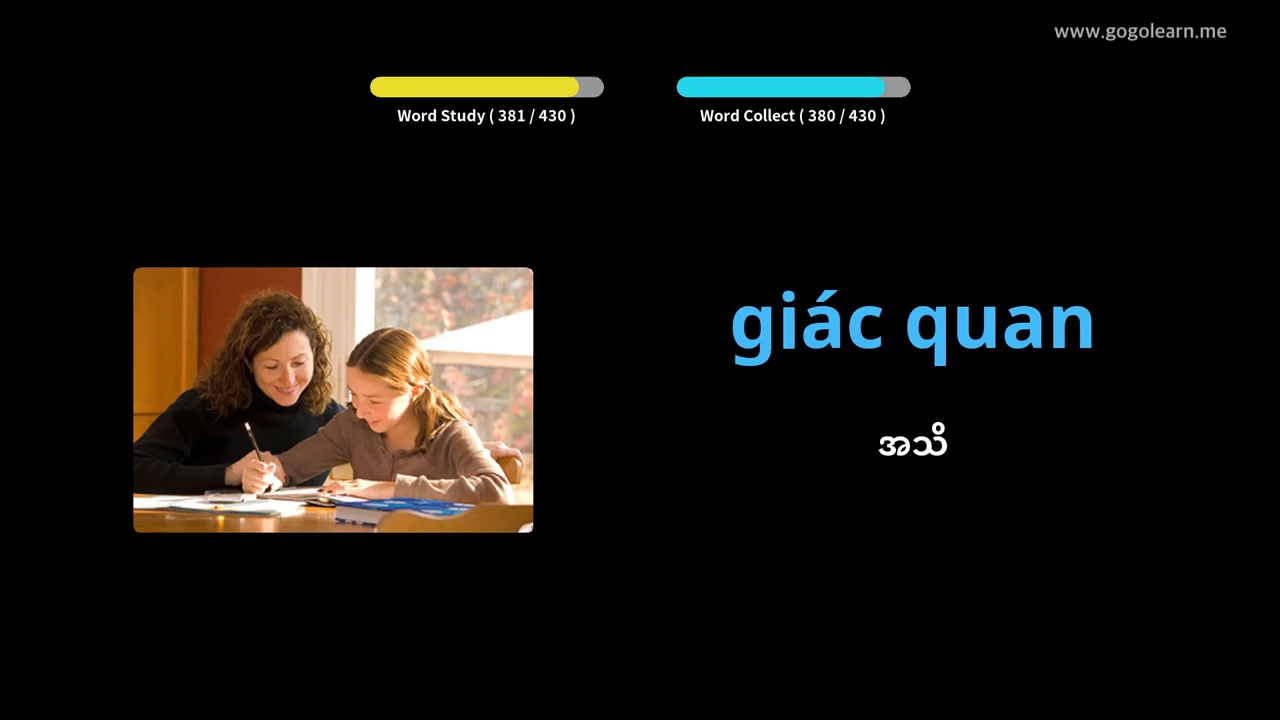 www.gogolearn.me
Word Study ( 381 / 430 )
Word Collect ( 380 / 430 )
giác quan
အသိ